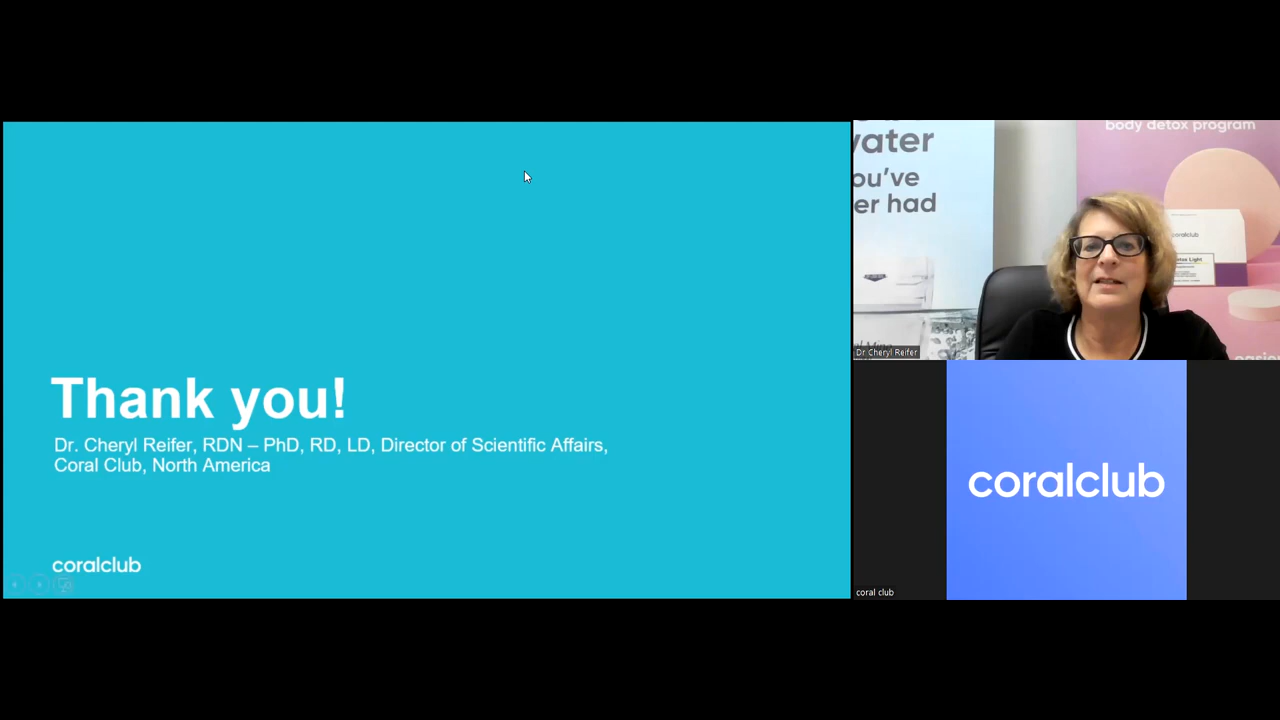 Thank you!
Dr. Cheryl Reifer, RDN – PhD, RD, LD, Director of Scientific Affairs,
Coral Club, North America
coralclub
ou've
er had
body detox program
coralclub
Light
Dr Cheryl Reifer
coralclub
coral club